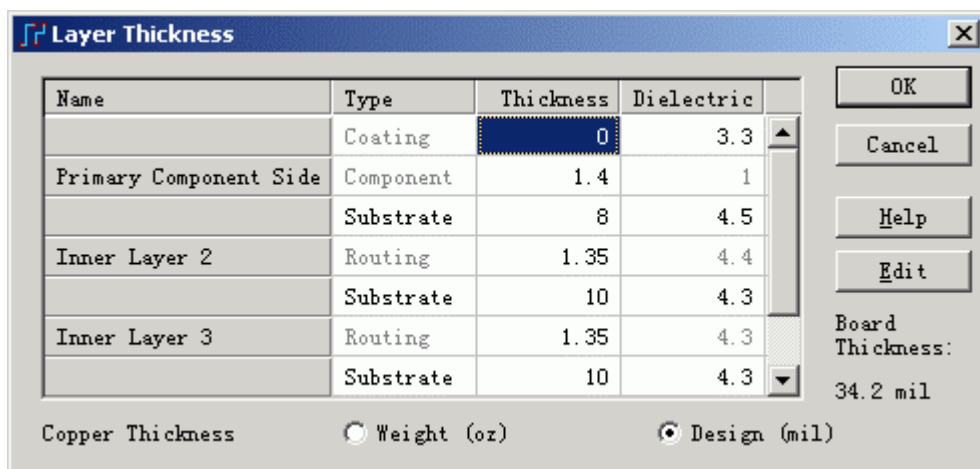 Layer Thickness
Name Type Thickness Dielectric
Coating 0 3.3
Primary Component Side Component 1.4 1
Substrate 8 4.5
Inner Layer 2 Routing 1.35 4.4
Substrate 10 4.3
Inner Layer 3 Routing 1.35 4.3
Substrate 10 4.3
Copper Thickness Weight (oz) Design (mil)
OK
Cancel
Help
Edit
Board
Thickness:
34.2 mil